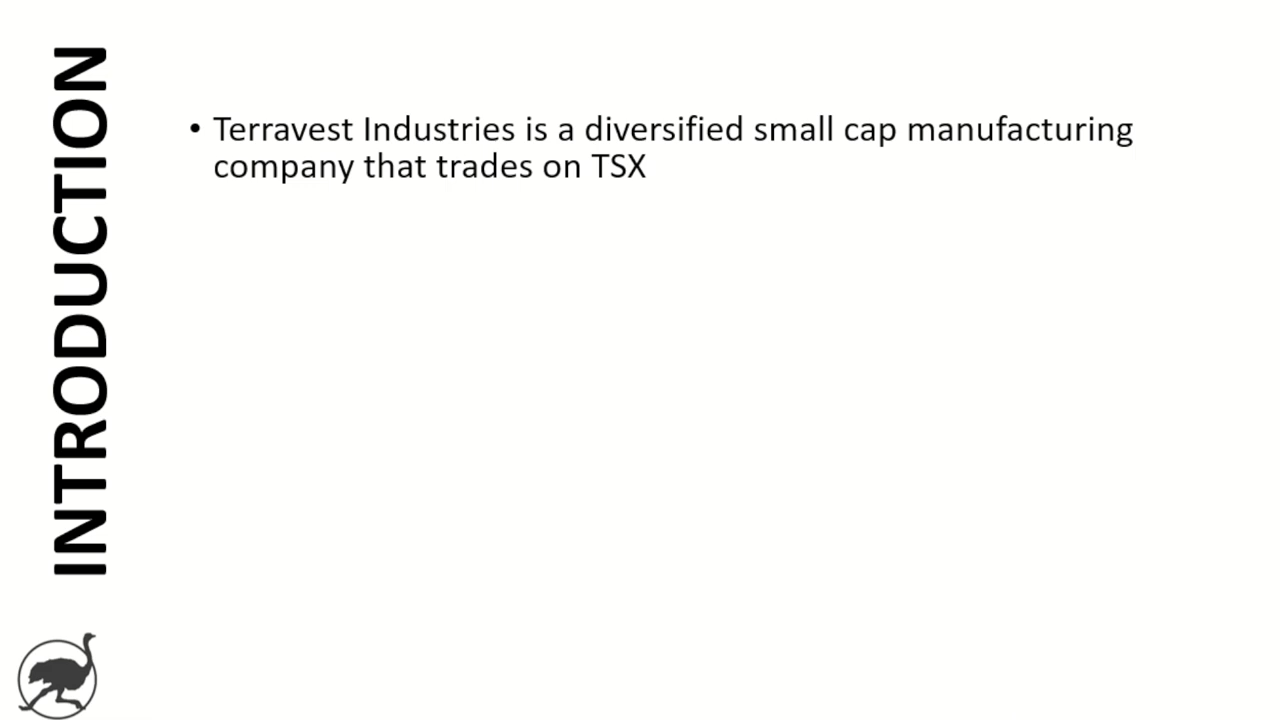 INTRODUCTION
• Terravest Industries is a diversified small cap manufacturing
company that trades on TSX